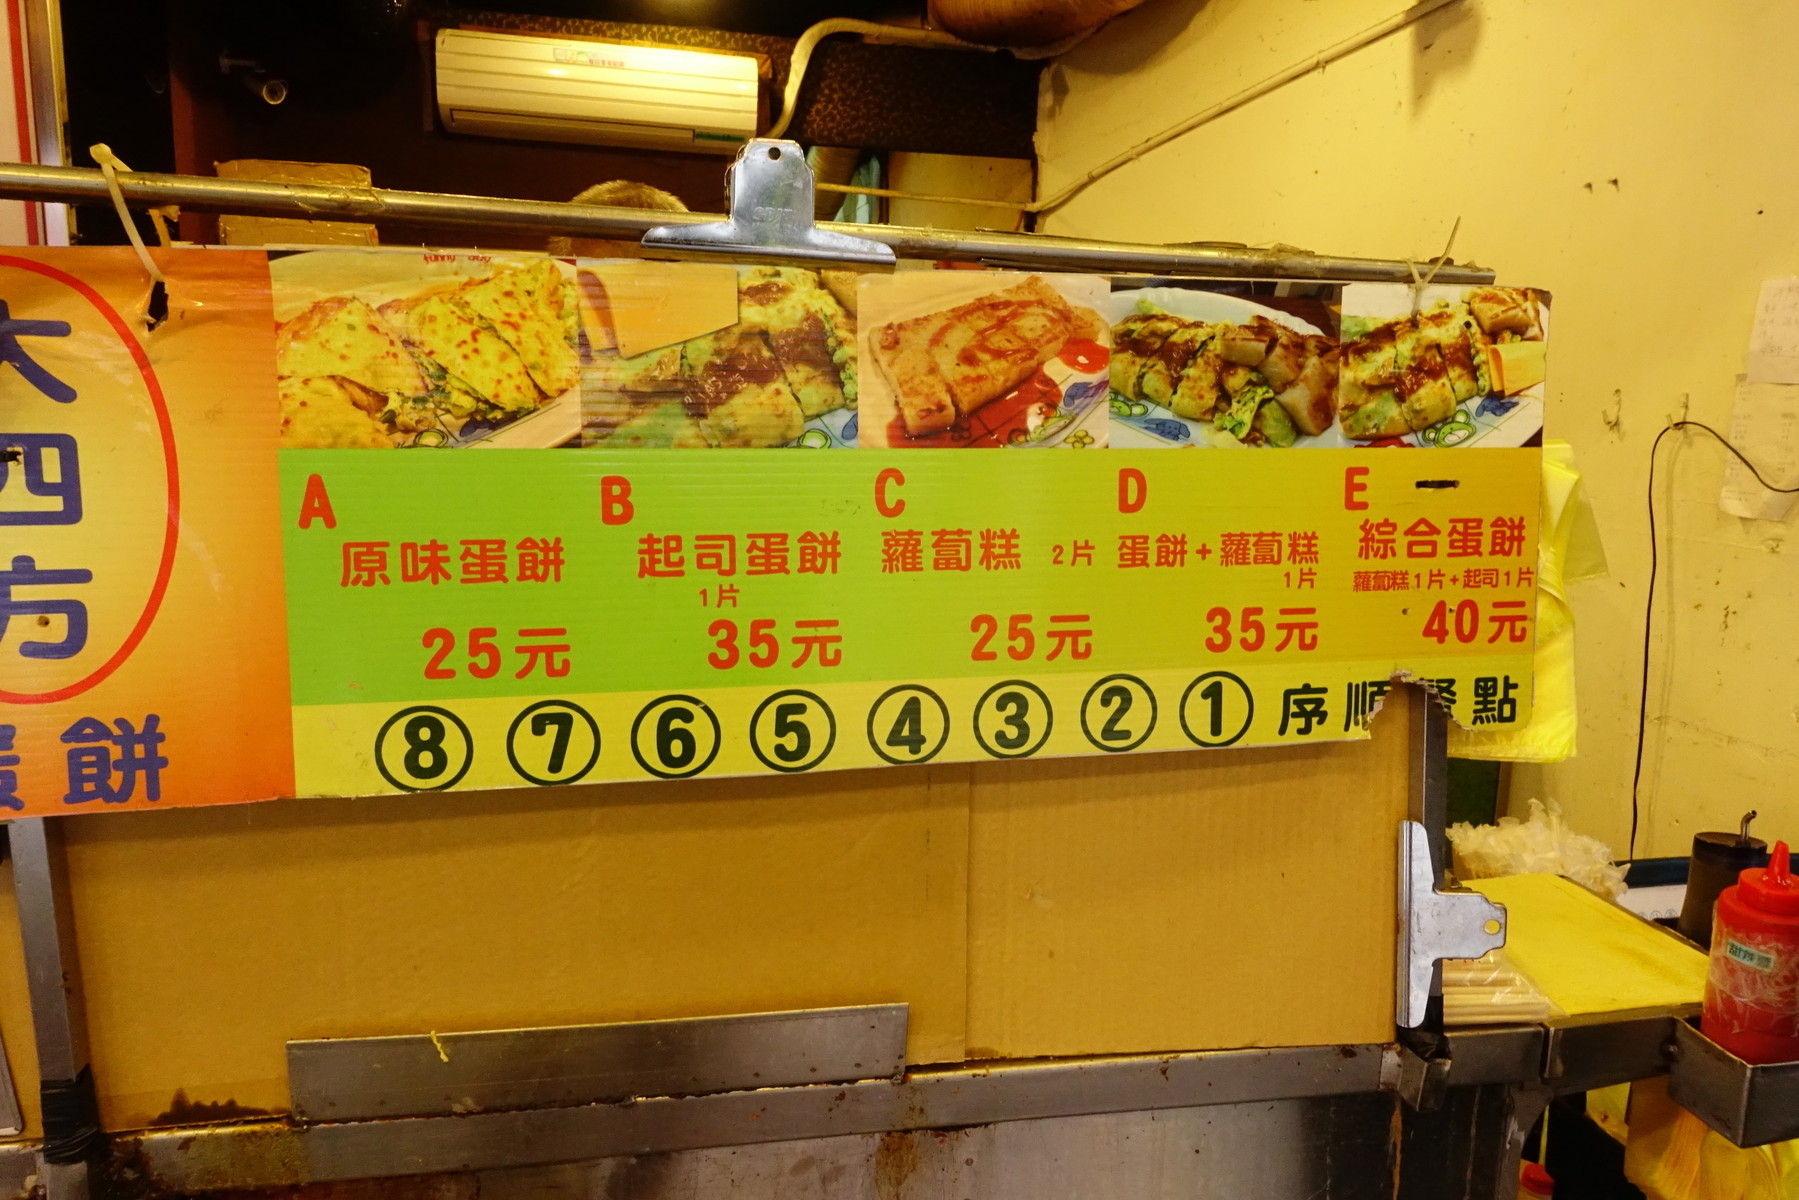 大
四
方
蛋餅
A
原味蛋餅
25元
B
起司蛋餅
1片
35元
C
蘿蔔糕 2片
25元
D
蛋餅+蘿蔔糕
1片
35元
E
綜合蛋餅
蘿蔔糕1片+起司1片
40元
⑧ ⑦ ⑥ ⑤ ④ ③ ② ① 序順餐點